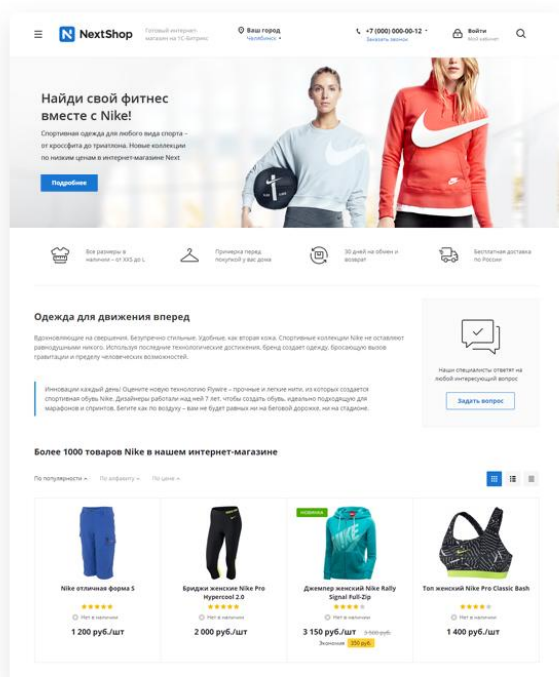 NextShop
Готовый интернет-
магазин на 1С-Битрикс
Ваш город
Челябинск
+7 (000) 000-00-12
Заказать звонок
Войти
Мой кабинет
Найди свой фитнес
вместе с Nike!
Спортивная одежда для любого вида спорта –
от кроссфита до триатлона. Новые коллекции
по низким ценам в интернет-магазине Next
Подробнее
Все размеры в
наличии – от XXS до L
Примерка перед
покупкой у вас дома
30 дней на обмен и
возврат
Бесплатная доставка
по России
Одежда для движения вперед
Вдохновляющие на свершения. Безупречно стильные. Удобные, как вторая кожа. Спортивные коллекции Nike не оставляют
равнодушными никого. Используя последние технологические достижения, бренд создает одежду, бросающую вызов
гравитации и пределу человеческих возможностей.
Инновации каждый день! Оцените новую технологию Flywire – прочные и легкие нити, из которых создается
спортивная обувь Nike. Дизайнеры работали над ней 7 лет, чтобы создать обувь, идеально подходящую для
марафонов и спринтов. Бегите как по воздуху – вам не будет равных ни на беговой дорожке, ни на стадионе.
Наши специалисты ответят на
любой интересующий вопрос
Задать вопрос
Более 1000 товаров Nike в нашем интернет-магазине
По популярности
По алфавиту
По цене
Nike отличная форма S
Нет в наличии
1 200 руб./шт
Бриджи женские Nike Pro
Hypercool 2.0
Нет в наличии
2 000 руб./шт
НОВИНКА
Джемпер женский Nike Rally
Signal Full-Zip
Нет в наличии
3 150 руб./шт 3 500 руб.
Экономия 350 руб.
Топ женский Nike Pro Classic Bash
Нет в наличии
1 400 руб./шт